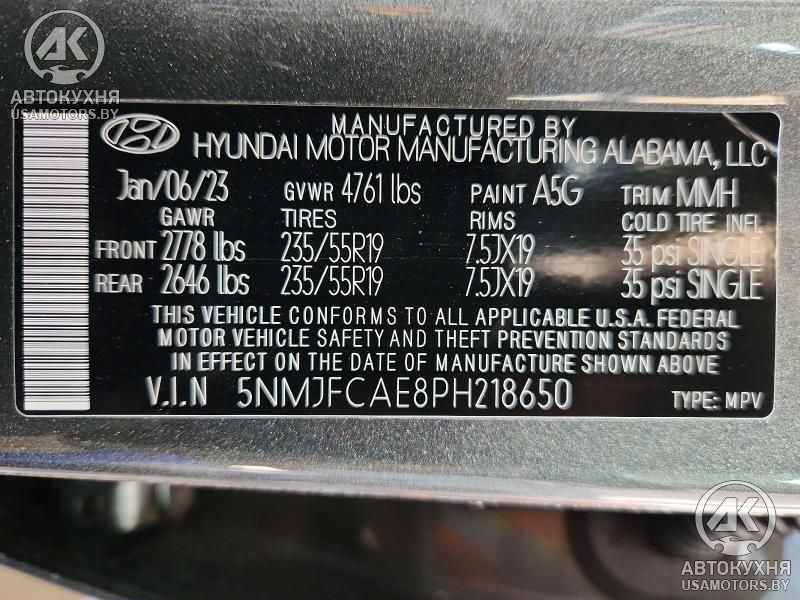 АК
АВТОКУХНЯ
USAMOTORS.BY
MANUFACTURED BY
HYUNDAI MOTOR MANUFACTURING ALABAMA, LLC
Jan/06/23 GVWR 4761 lbs PAINT A5G TRIM MMH
GAWR TIRES RIMS COLD TIRE INFL
FRONT 2778 lbs 235/55R19 7.5JX19 35 psi SINGLE
REAR 2646 lbs 235/55R19 7.5JX19 35 psi SINGLE
THIS VEHICLE CONFORMS TO ALL APPLICABLE U.S.A. FEDERAL
MOTOR VEHICLE SAFETY AND THEFT PREVENTION STANDARDS
IN EFFECT ON THE DATE OF MANUFACTURE SHOWN ABOVE
V.I.N 5NMJFCAE8PH218650 TYPE: MPV
АК
АВТОКУХНЯ
USAMOTORS.BY